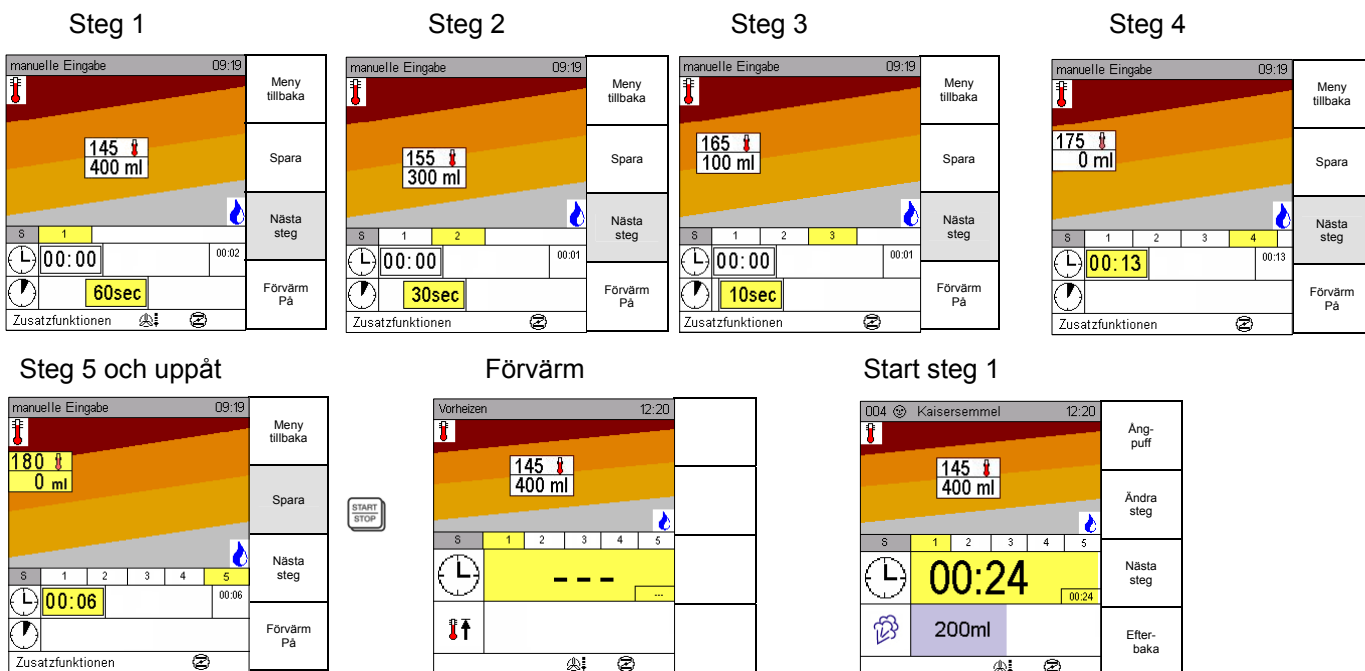 Steg 1
manuelle Eingabe 09:19
145
400 ml
S 1
00:00 00:02
60sec
Zusatzfunktionen
Meny
tillbaka
Spara
Nästa
steg
Förvärm
På
Steg 2
manuelle Eingabe 09:19
155
300 ml
S 1 2
00:00 00:01
30sec
Zusatzfunktionen
Meny
tillbaka
Spara
Nästa
steg
Förvärm
På
Steg 3
manuelle Eingabe 09:19
165
100 ml
S 1 2 3
00:00 00:01
10sec
Zusatzfunktionen
Meny
tillbaka
Spara
Nästa
steg
Förvärm
På
Steg 4
manuelle Eingabe 09:19
175
0 ml
S 1 2 3 4
00:13 00:13
Zusatzfunktionen
Meny
tillbaka
Spara
Nästa
steg
Förvärm
På
Steg 5 och uppåt
manuelle Eingabe 09:19
180
0 ml
S 1 2 3 4 5
00:06 00:06
Zusatzfunktionen
Meny
tillbaka
Spara
Nästa
steg
Förvärm
På
START
STOP
Förvärm
Vorheizen 12:20
145
400 ml
S 1 2 3 4 5
---
---
Start steg 1
004 Kaisersemmel 12:20
145
400 ml
S 1 2 3 4 5
00:24 00:24
200ml
Ång-
puff
Ändra
steg
Nästa
steg
Efter-
baka